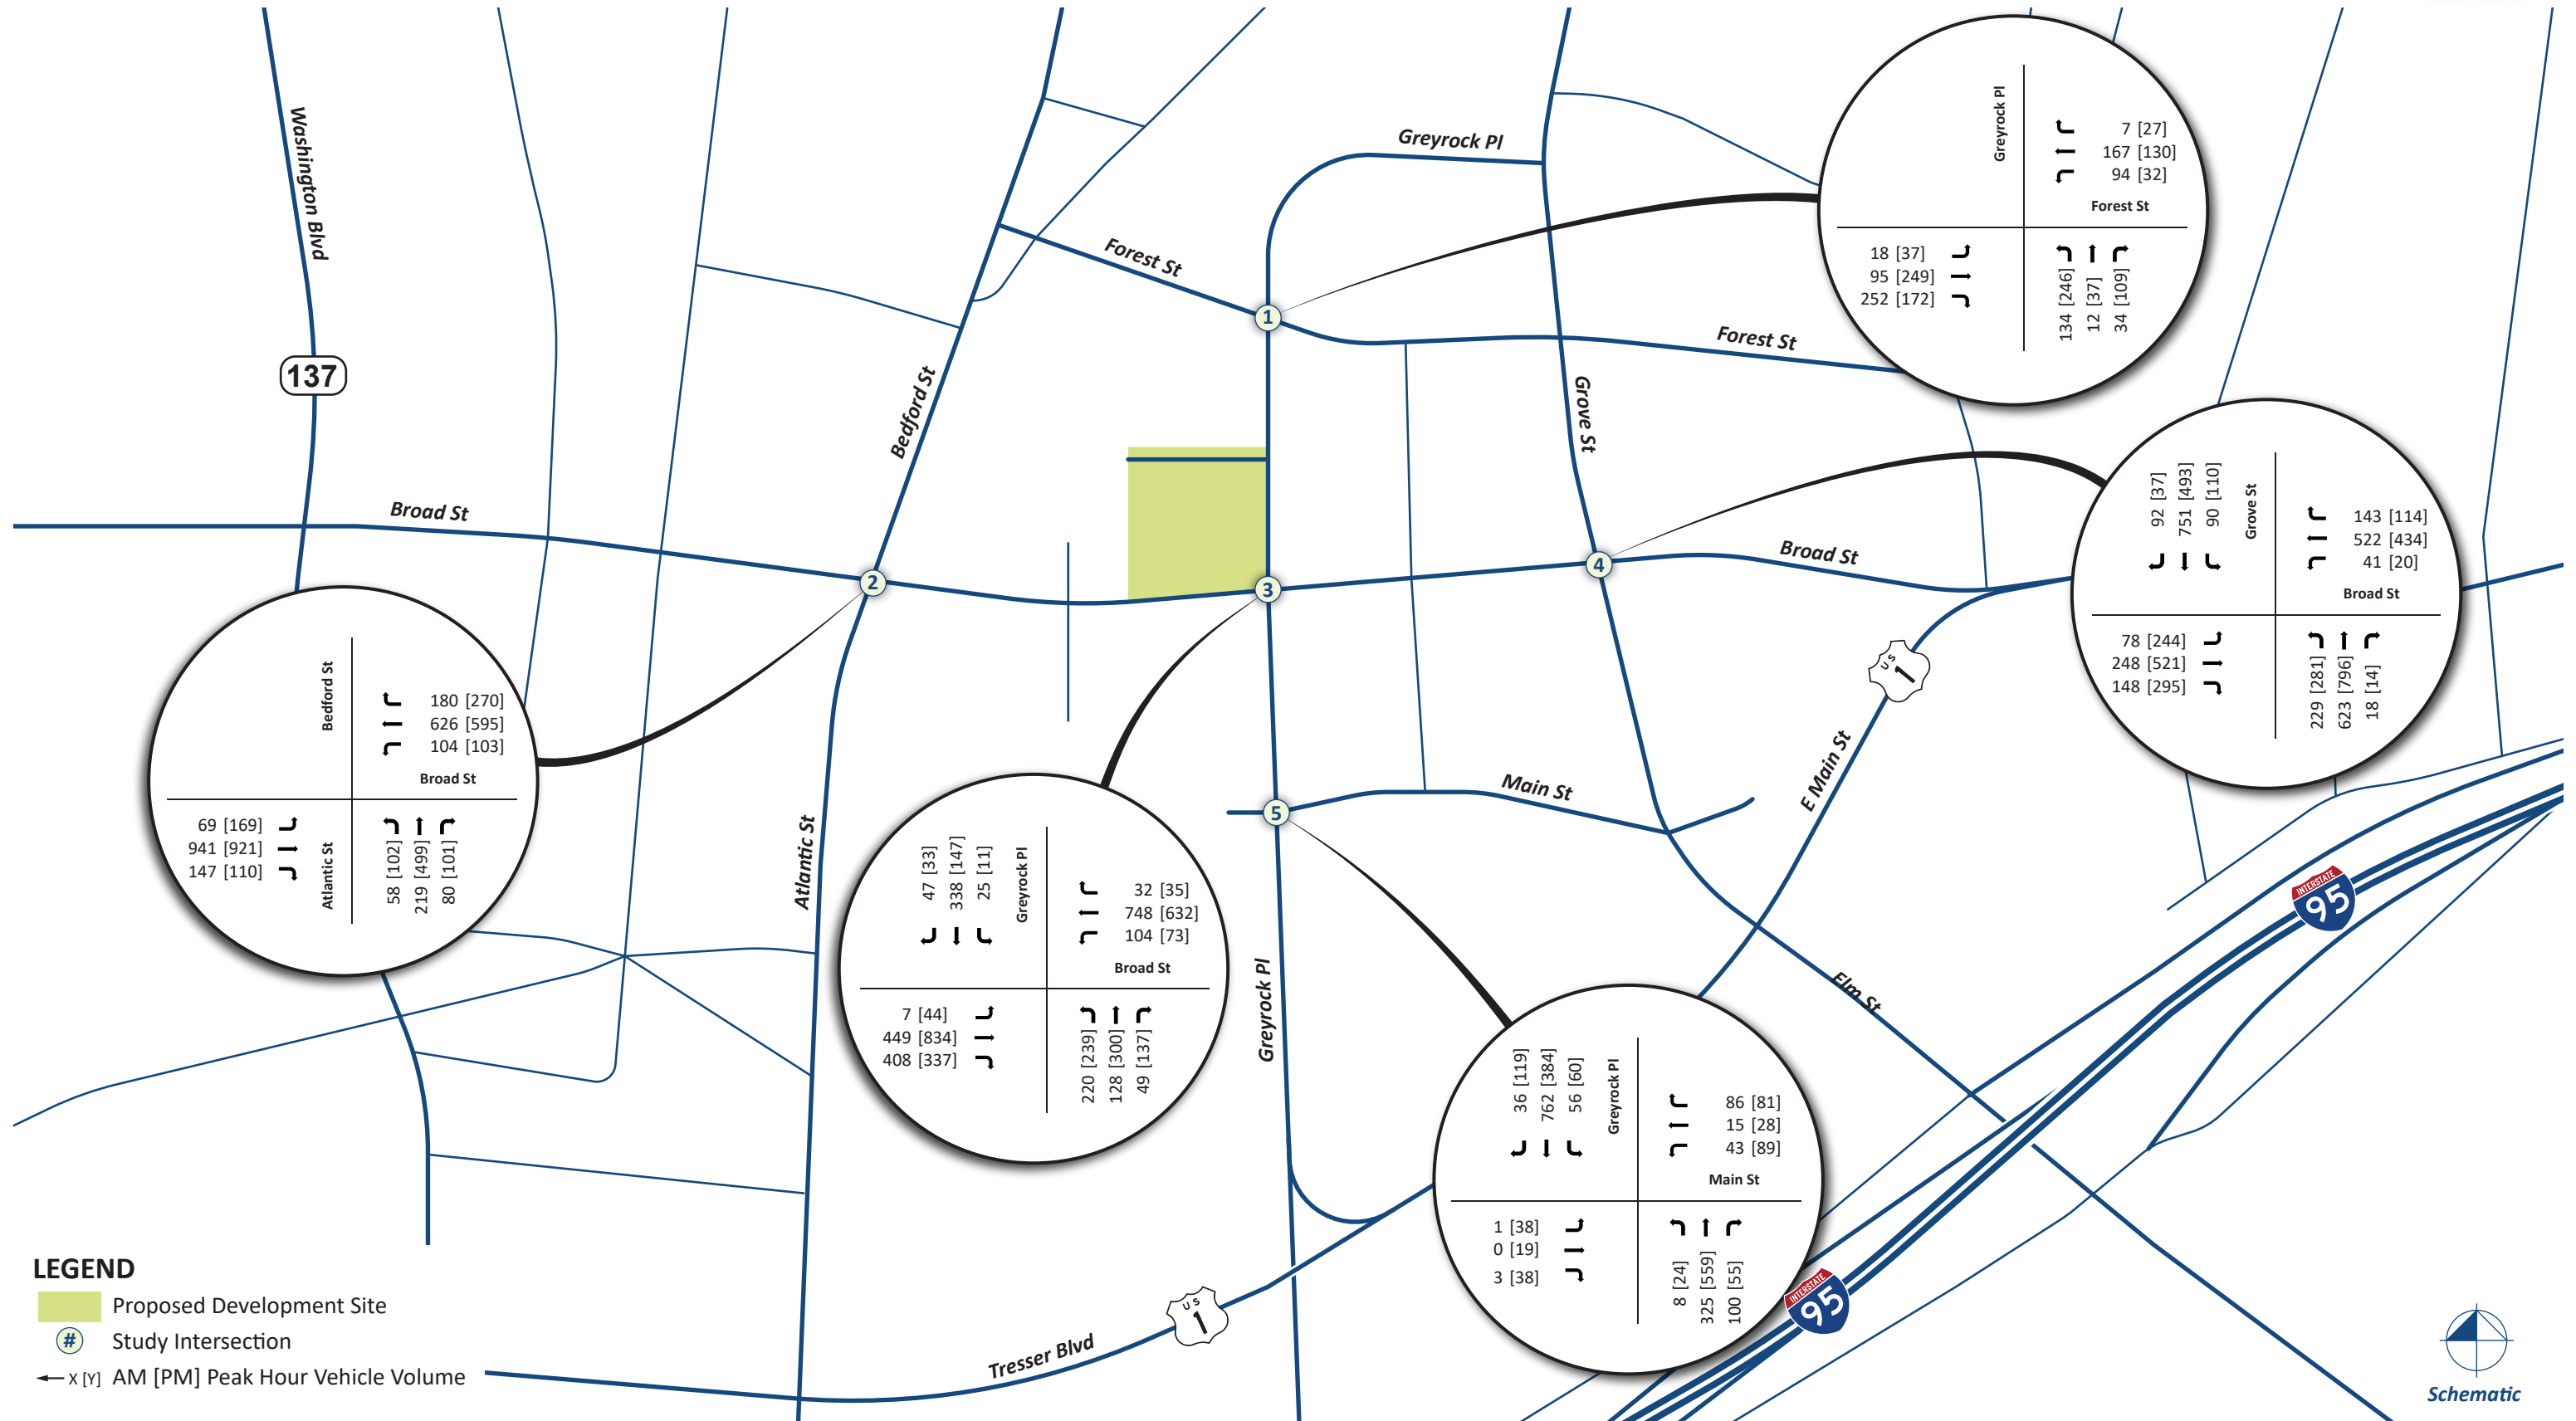 Washington Blvd
137
Broad St
Bedford St
Forest St
Greyrock Pl
Forest St
Grove St
Broad St
Atlantic St
Greyrock Pl
Main St
E Main St
Elm St
Tresser Blvd
US 1
US 1
INTERSTATE 95
INTERSTATE 95
1
2
3
4
5
Greyrock Pl
7 [27]
167 [130]
94 [32]
Forest St
18 [37]
95 [249]
252 [172]
134 [246]
12 [37]
34 [109]
92 [37]
751 [493]
90 [110]
Grove St
143 [114]
522 [434]
41 [20]
Broad St
78 [244]
248 [521]
148 [295]
229 [281]
623 [796]
18 [14]
Bedford St
180 [270]
626 [595]
104 [103]
Broad St
69 [169]
941 [921]
147 [110]
Atlantic St
58 [102]
219 [499]
80 [101]
47 [33]
338 [147]
25 [11]
Greyrock Pl
32 [35]
748 [632]
104 [73]
Broad St
7 [44]
449 [834]
408 [337]
220 [239]
128 [300]
49 [137]
36 [119]
762 [384]
56 [60]
Greyrock Pl
86 [81]
15 [28]
43 [89]
Main St
1 [38]
0 [19]
3 [38]
8 [24]
325 [559]
100 [55]
LEGEND
Proposed Development Site
# Study Intersection
X [Y] AM [PM] Peak Hour Vehicle Volume
Schematic